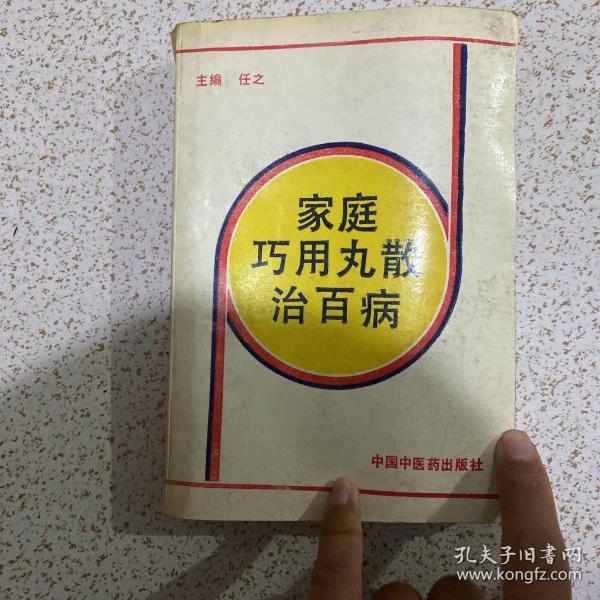 主编 任之
家庭
巧用丸散
治百病
中国中医药出版社
孔夫子旧书网
www.kongfz.com